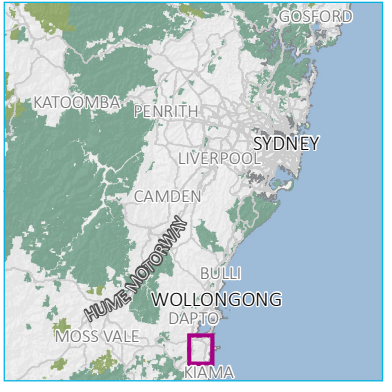 GOSFORD
KATOOMBA
PENRITH
SYDNEY
LIVERPOOL
CAMDEN
HUME MOTORWAY
BULLI
WOLLONGONG
DAPTO
MOSS VALE
KIAMA